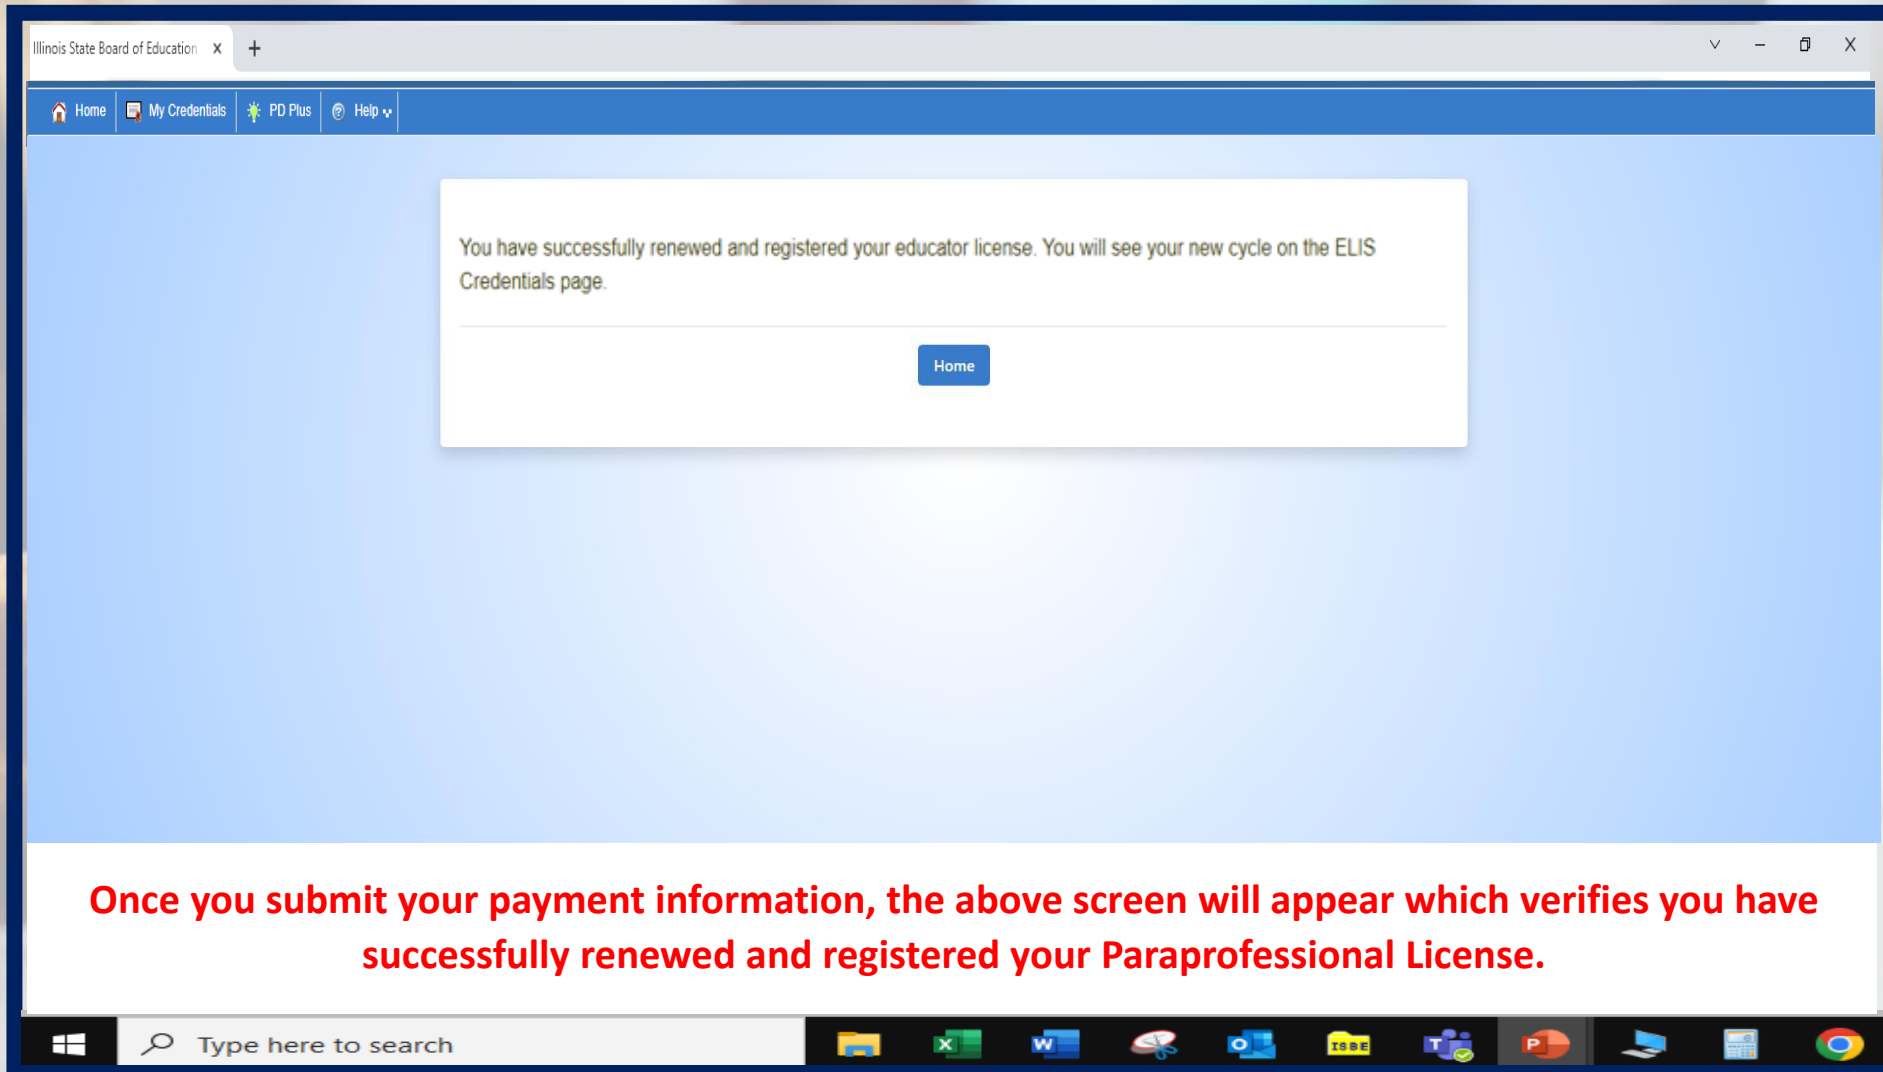 Illinois State Board of Education x +
Home My Credentials PD Plus Help
You have successfully renewed and registered your educator license. You will see your new cycle on the ELIS
Credentials page.
Home
Once you submit your payment information, the above screen will appear which verifies you have
successfully renewed and registered your Paraprofessional License.
Type here to search
ISBE